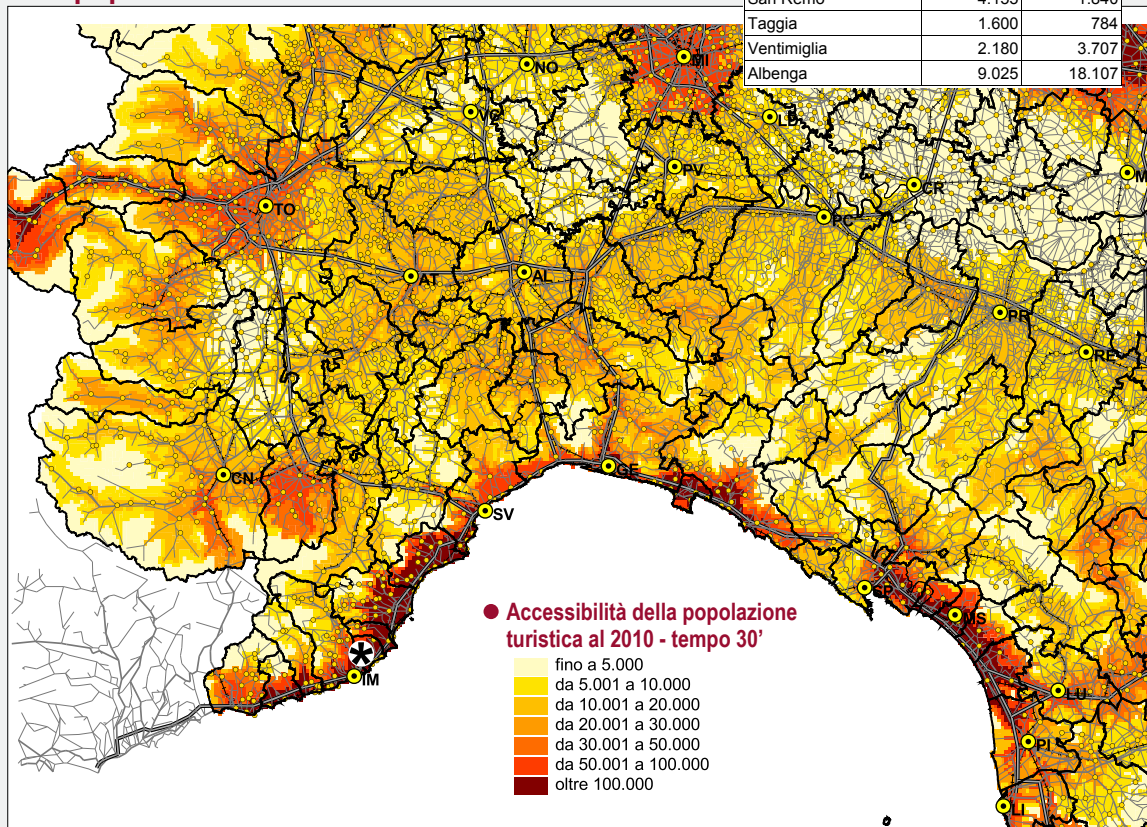 Taggia 1.600 784
Ventimiglia 2.180 3.707
Albenga 9.025 18.107
MI
NO
VC
LO
PV
CR
TO
PC
AT
AL
PR
RE
CN
GE
SV
SP
MS
IM
LU
PI
LI
● Accessibilità della popolazione
turistica al 2010 - tempo 30'
fino a 5.000
da 5.001 a 10.000
da 10.001 a 20.000
da 20.001 a 30.000
da 30.001 a 50.000
da 50.001 a 100.000
oltre 100.000